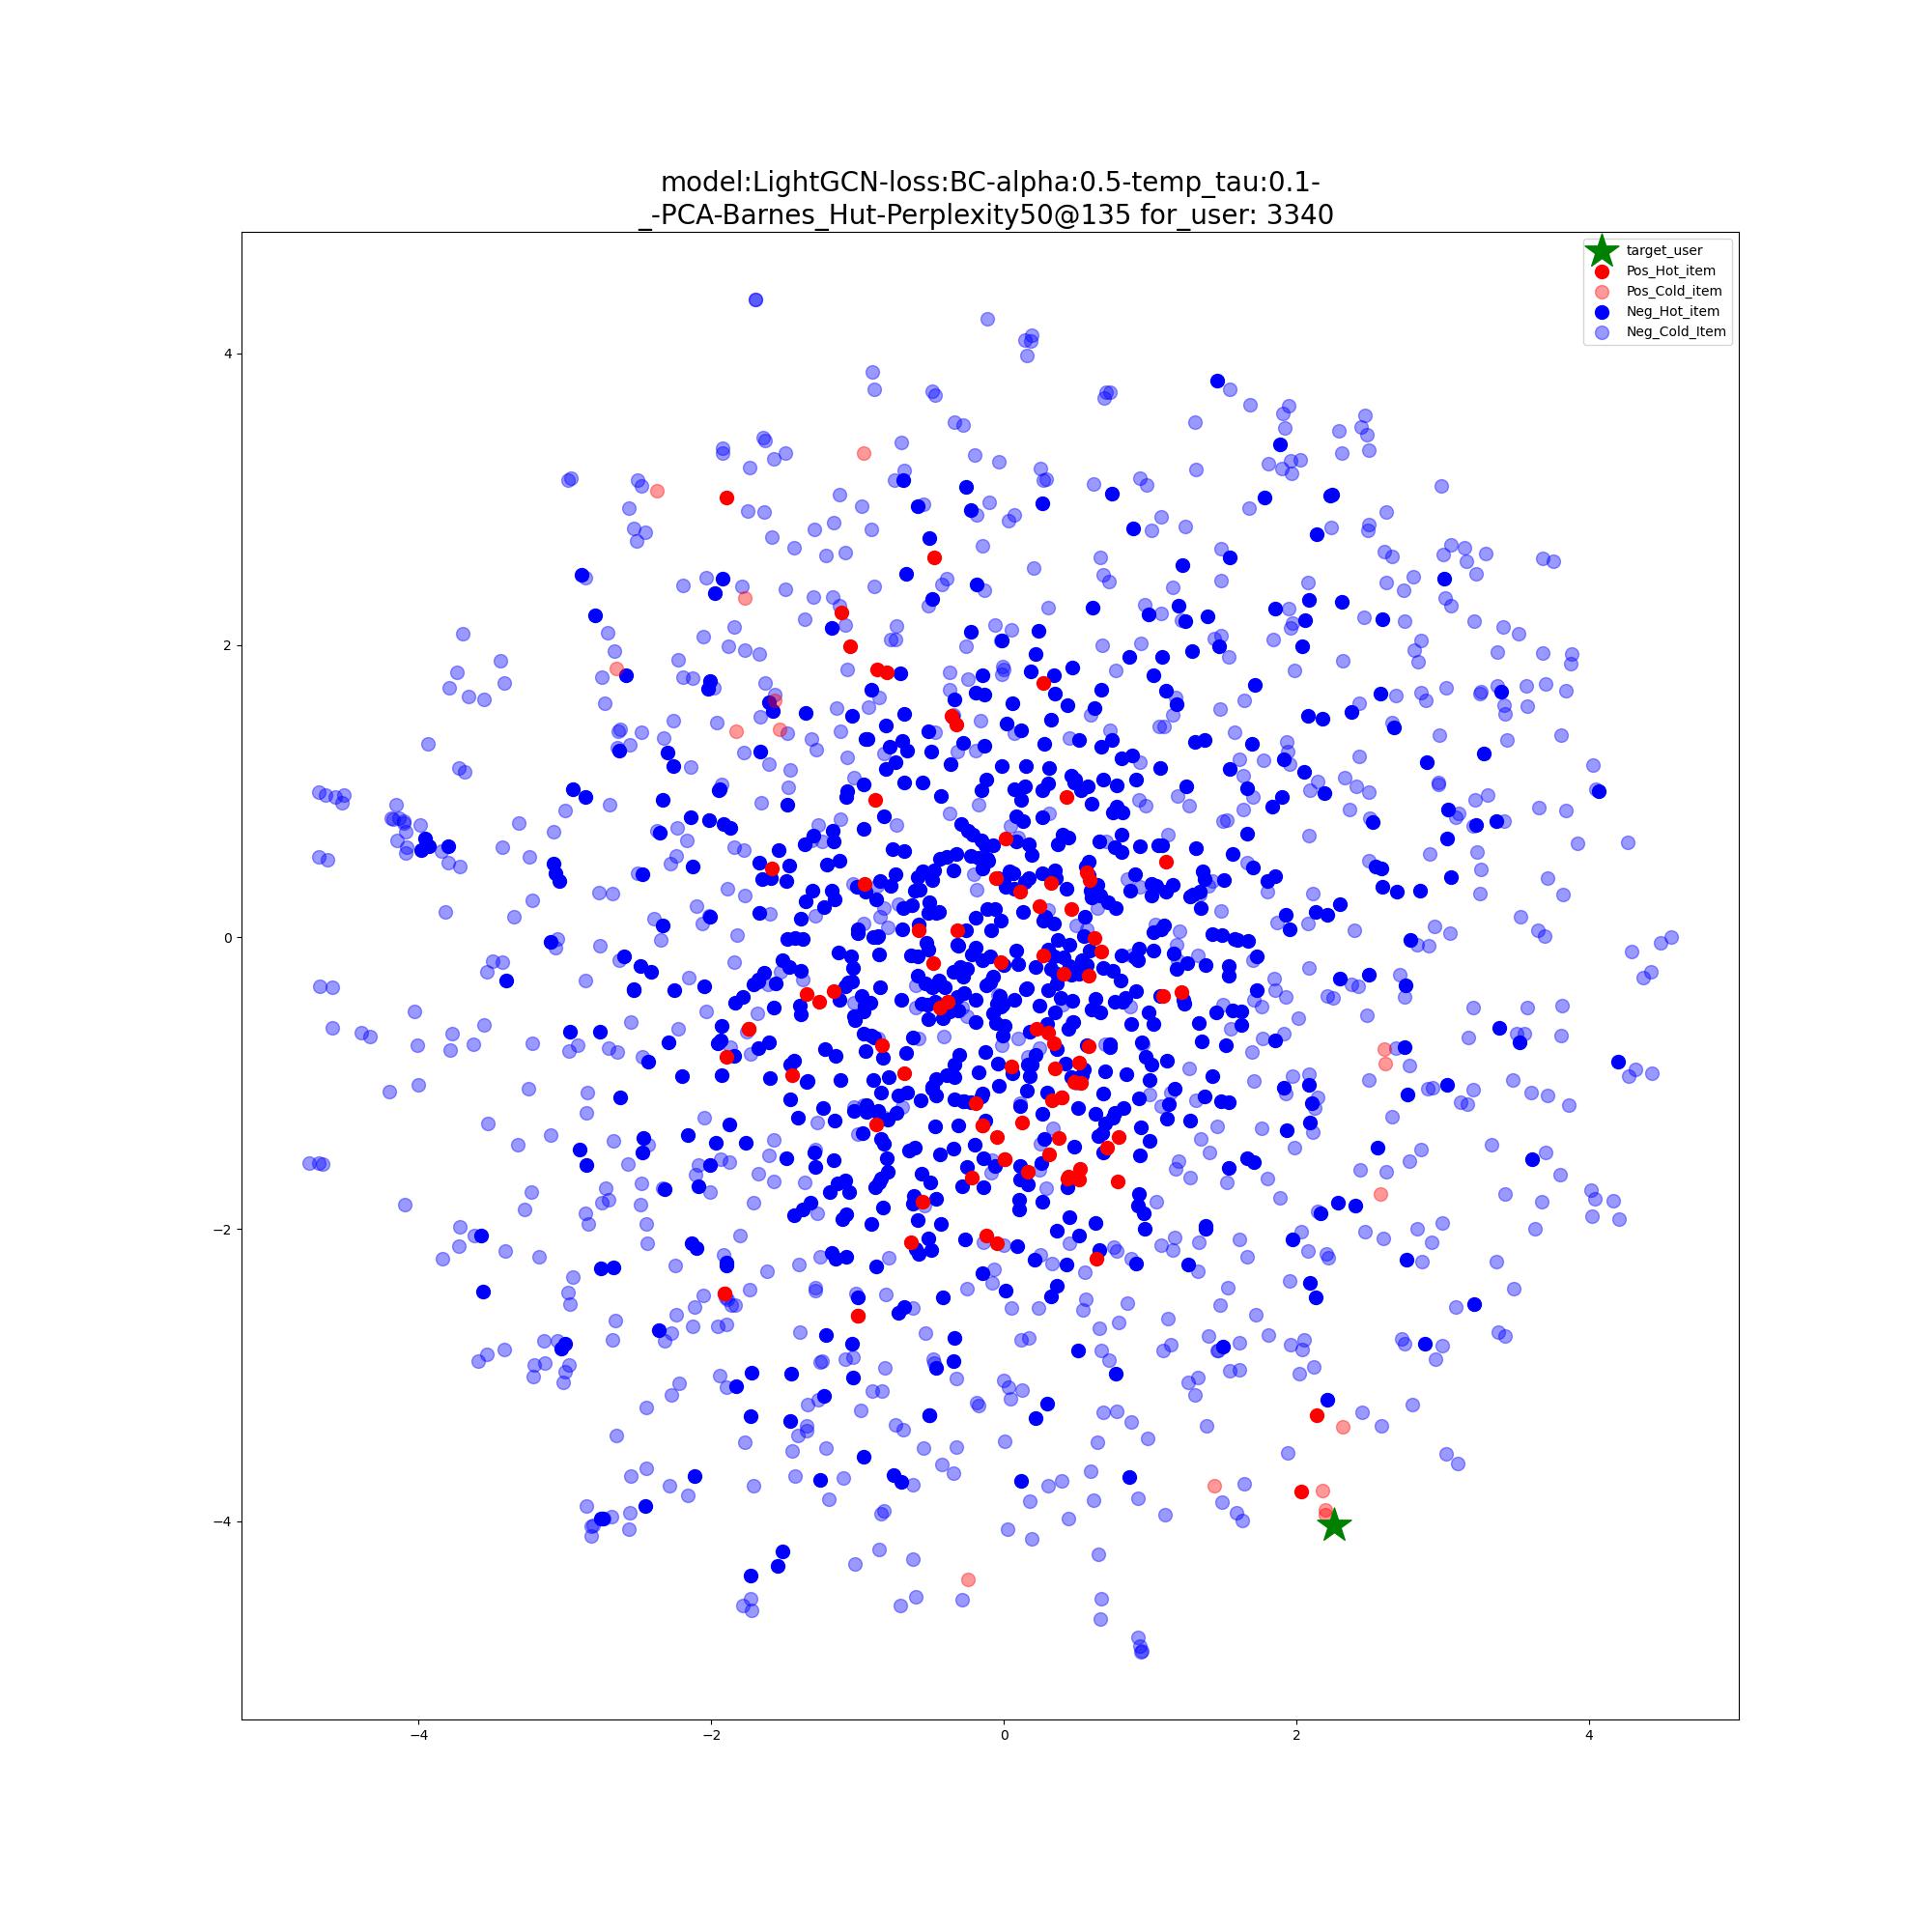 model:LightGCN-loss:BC-alpha:0.5-temp_tau:0.1-
_-PCA-Barnes_Hut-Perplexity50@135 for_user: 3340
target_user
Pos_Hot_item
Pos_Cold_item
Neg_Hot_item
Neg_Cold_Item
4
2
0
−2
−4
−4
−2
0
2
4